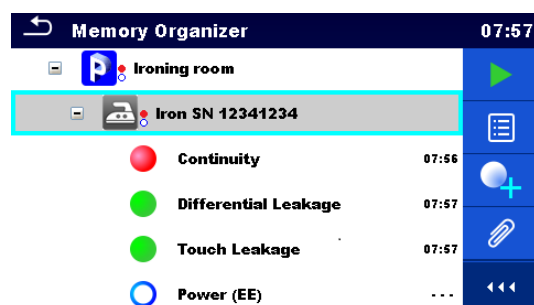 Memory Organizer 07:57
Ironing room
Iron SN 12341234
Continuity 07:56
Differential Leakage 07:57
Touch Leakage 07:57
Power (EE) ---